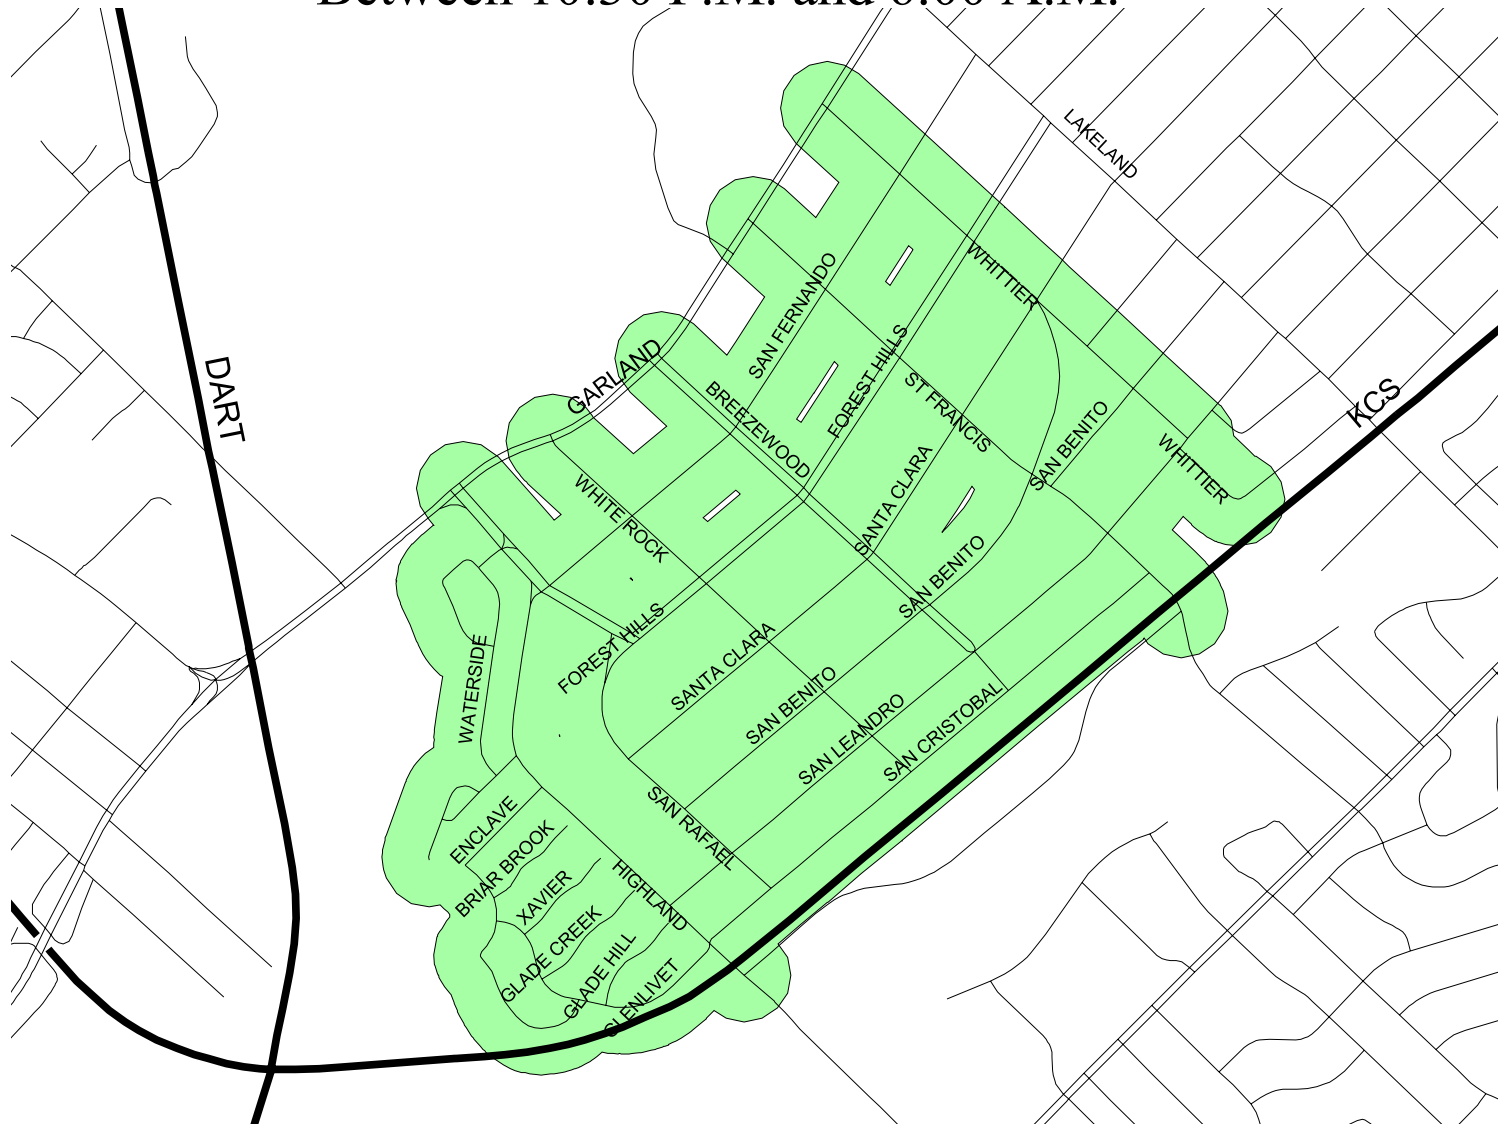 Between 10:30 P.M. and 6:00 A.M.
LAKELAND
WHITTIER
SAN FERNANDO
FOREST HILLS
GARLAND
DART
KCS
BREEZEWOOD
ST FRANCIS
SAN BENITO
WHITTIER
SANTA CLARA
WHITE ROCK
SAN BENITO
FOREST HILLS
SANTA CLARA
WATERSIDE
SAN BENITO
SAN LEANDRO
SAN CRISTOBAL
SAN RAFAEL
ENCLAVE
BRIAR BROOK
XAVIER
HIGHLAND
GLADE CREEK
GLADE HILL
GLENLIVET